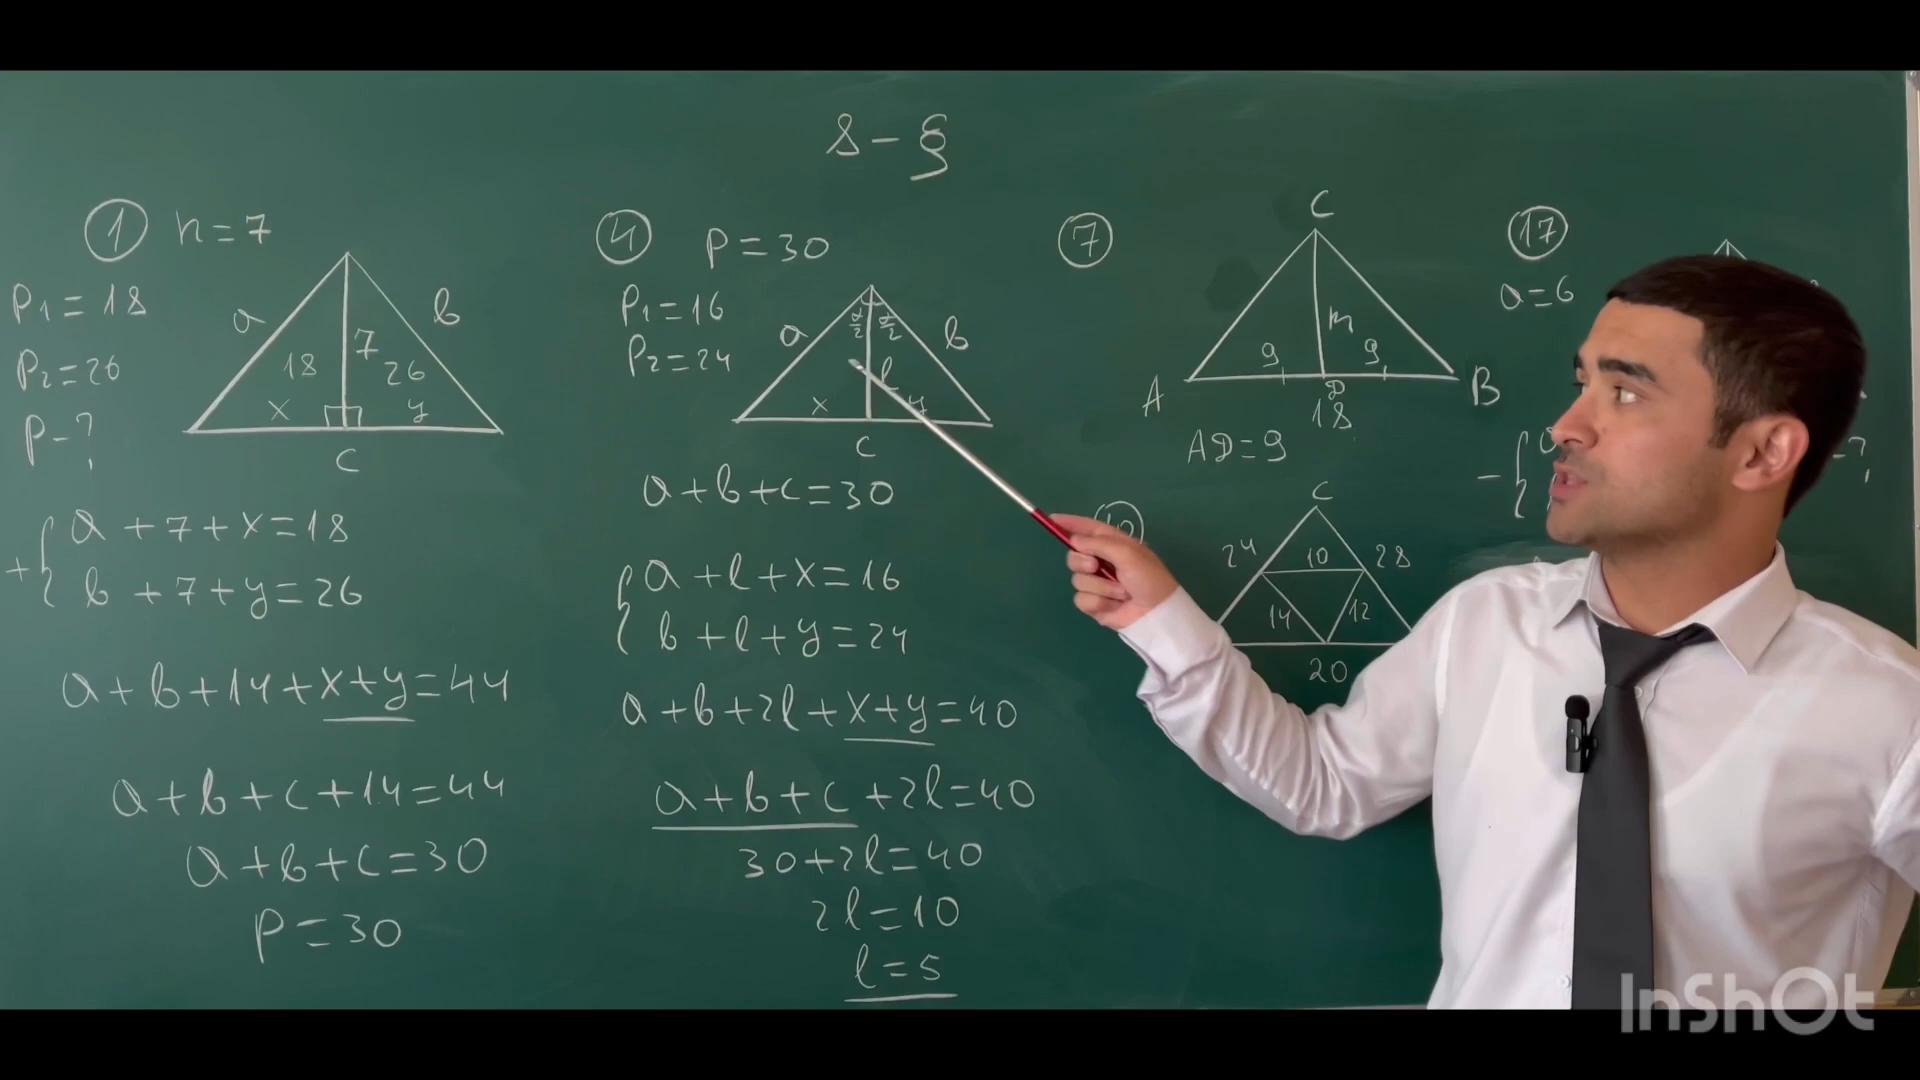 8-§
① h=7
P₁=18
P₂=26
P-?
a
b
18
7
26
x
y
c
a+7+x=18
+{
b+7+y=26
a+b+14+x+y=44
a+b+c+14=44
a+b+c=30
P=30
④ P=30
P₁=16
P₂=24
a
b
α/2
α/2
l
x
y
c
a+b+c=30
{a+l+x=16
b+l+y=24
a+b+2l+x+y=40
a+b+c+2l=40
30+2l=40
2l=10
l=5
⑦
C
m
9
9
A
D
B
18
AD=9
C
24
10
28
14
12
20
⑰
a=6
-{
-?
InShOt